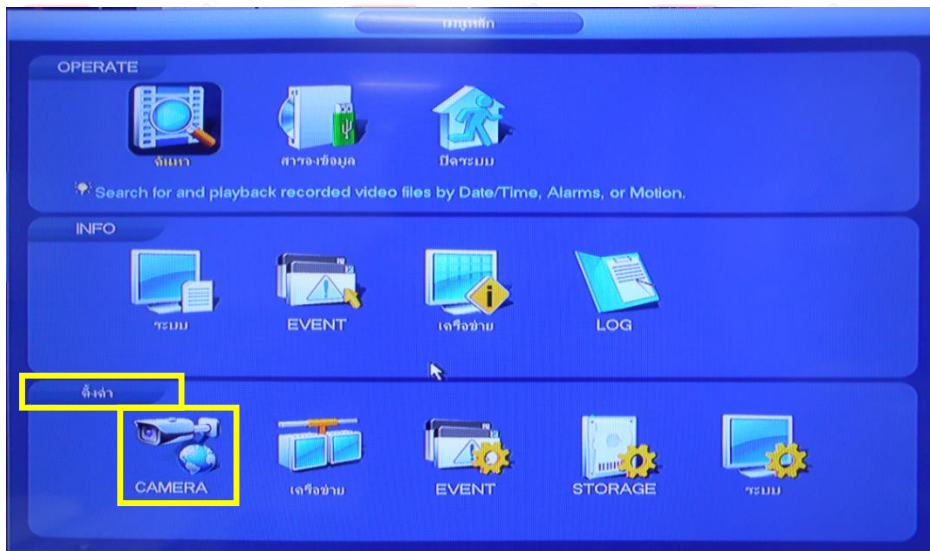 เมนูหลัก
OPERATE
ค้นหา
สำรองข้อมูล
ปิดระบบ
Search for and playback recorded video files by Date/Time, Alarms, or Motion.
INFO
ระบบ
EVENT
เครือข่าย
LOG
ตั้งค่า
CAMERA
เครือข่าย
EVENT
STORAGE
ระบบ